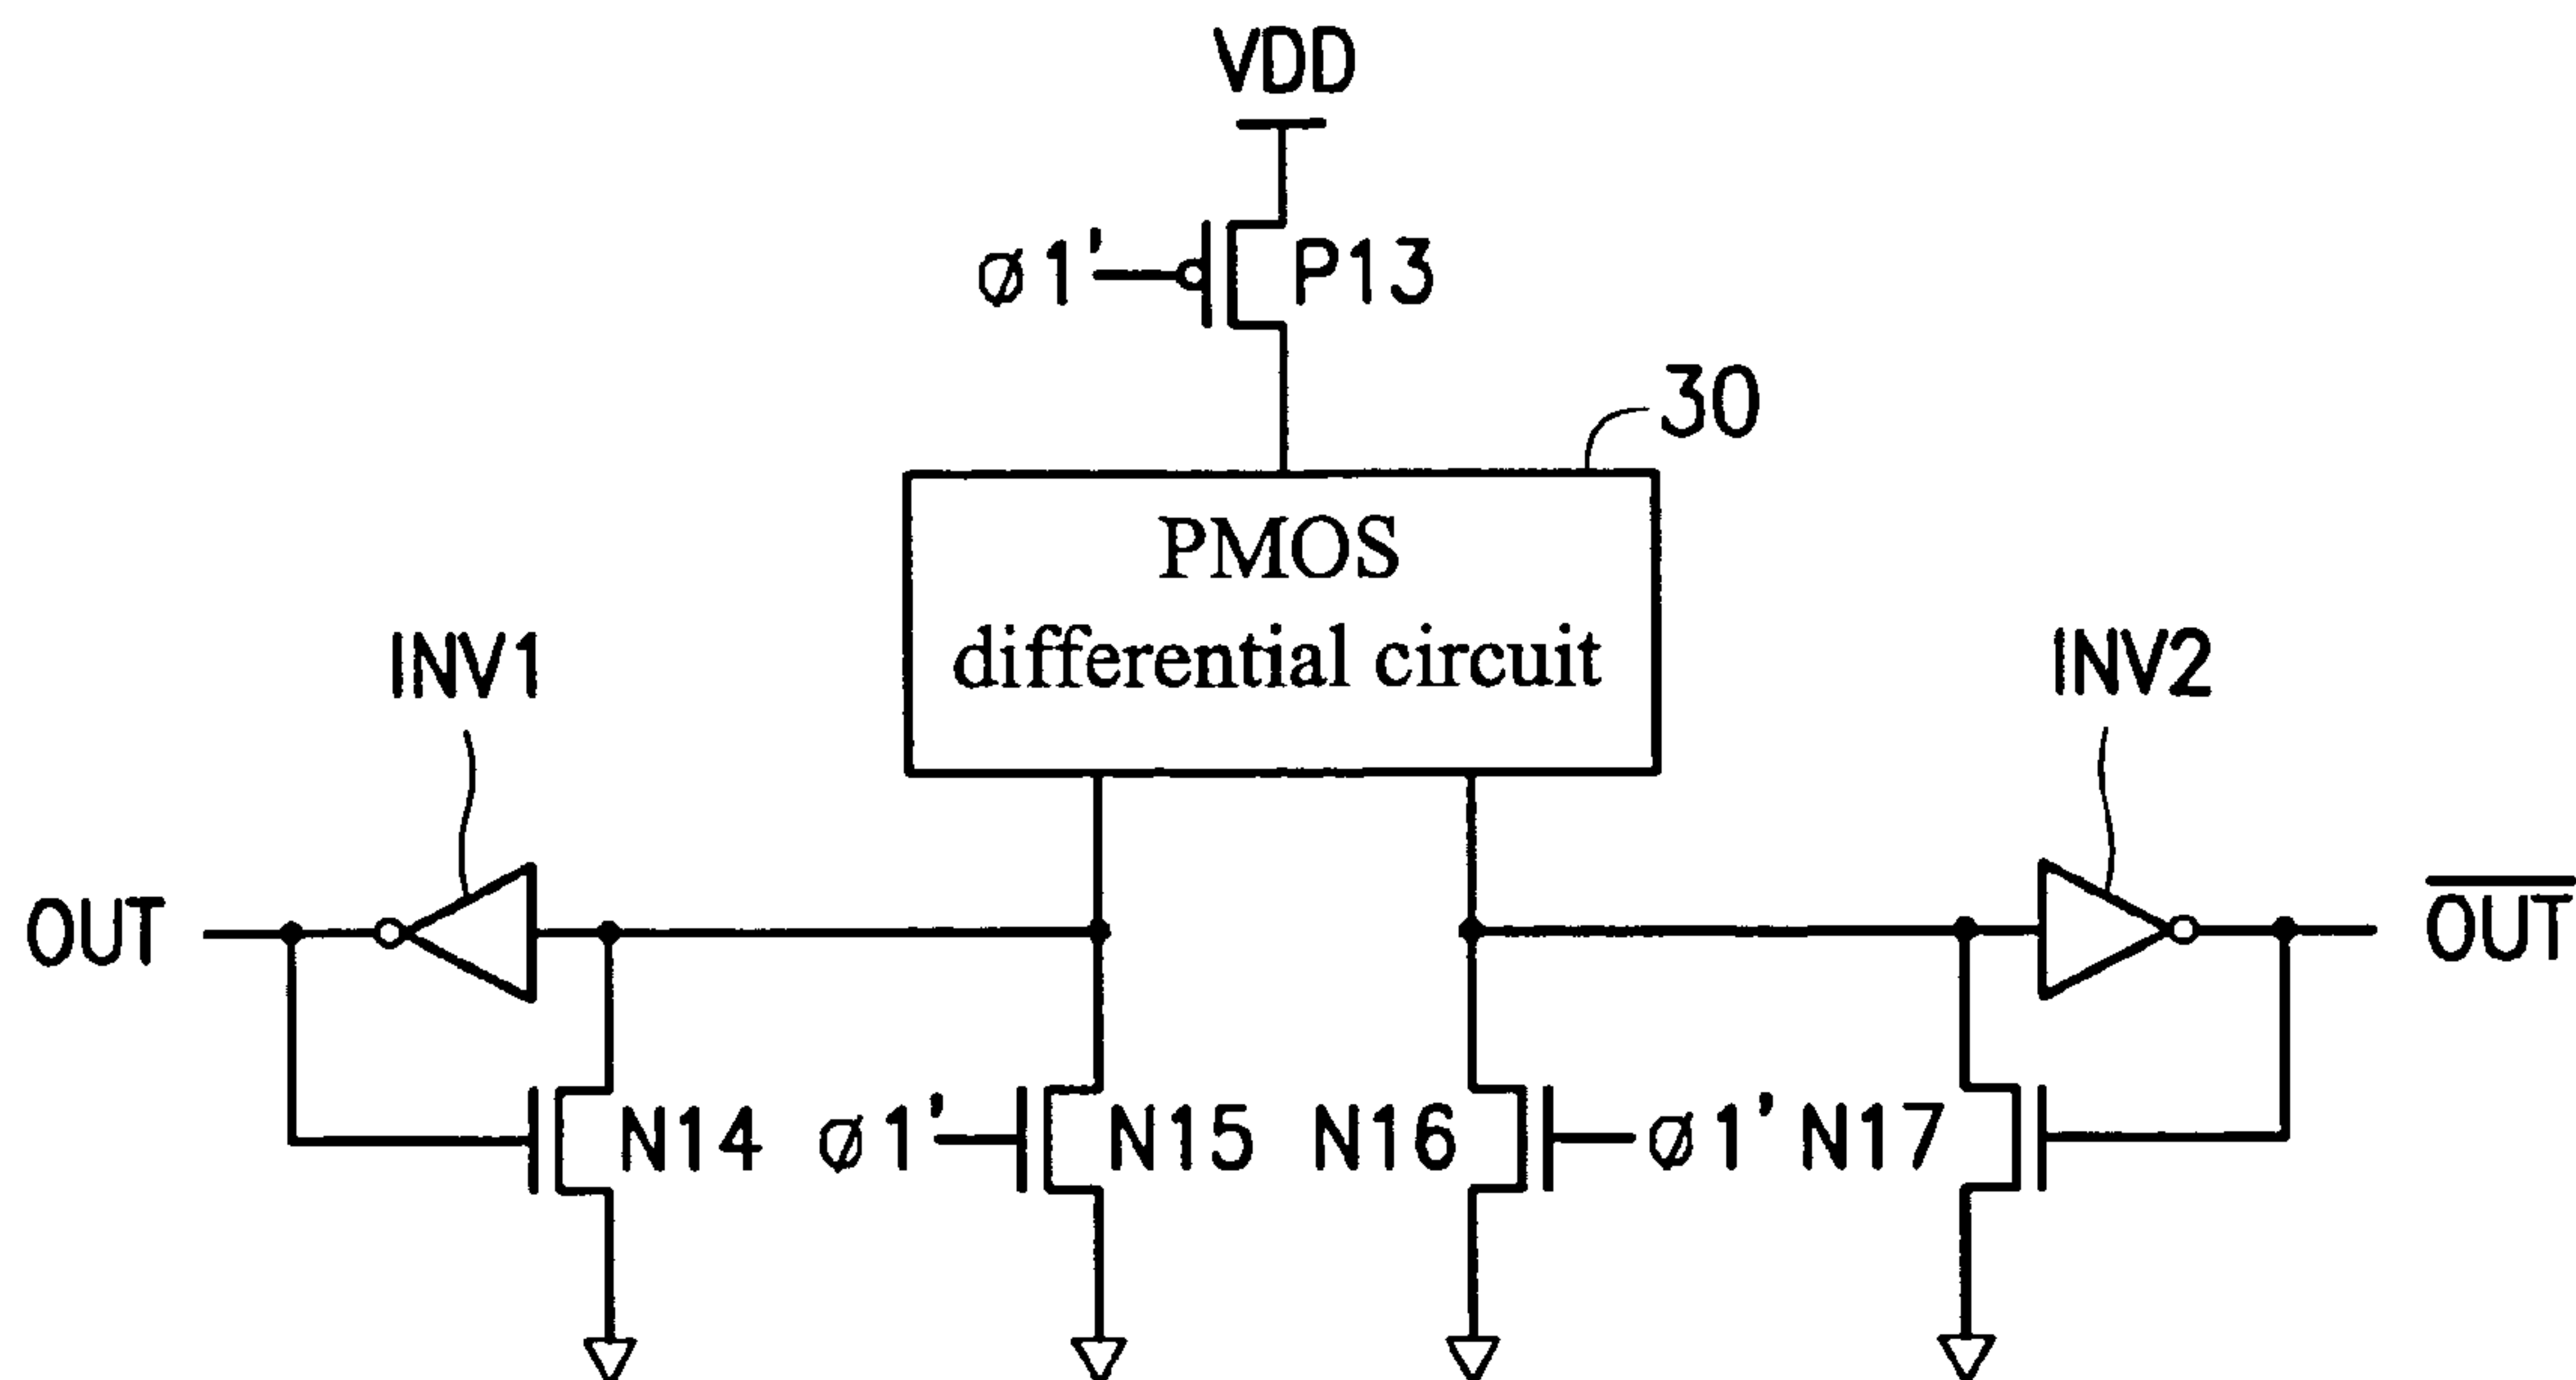 VDD
ø1'
P13
30
PMOS
differential circuit
INV1
INV2
OUT
OUT
N14
ø1'
N15
N16
ø1'
N17